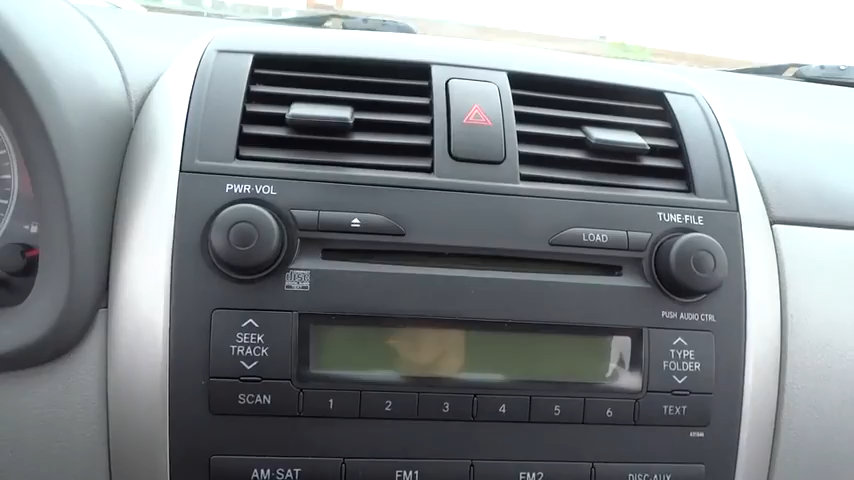 PWR·VOL
TUNE·FILE
LOAD
disc
PUSH AUDIO CTRL
SEEK
TRACK
TYPE
FOLDER
SCAN
1 2 3 4 5 6
TEXT
AM·SAT
FM1
FM2
DISC·AUX